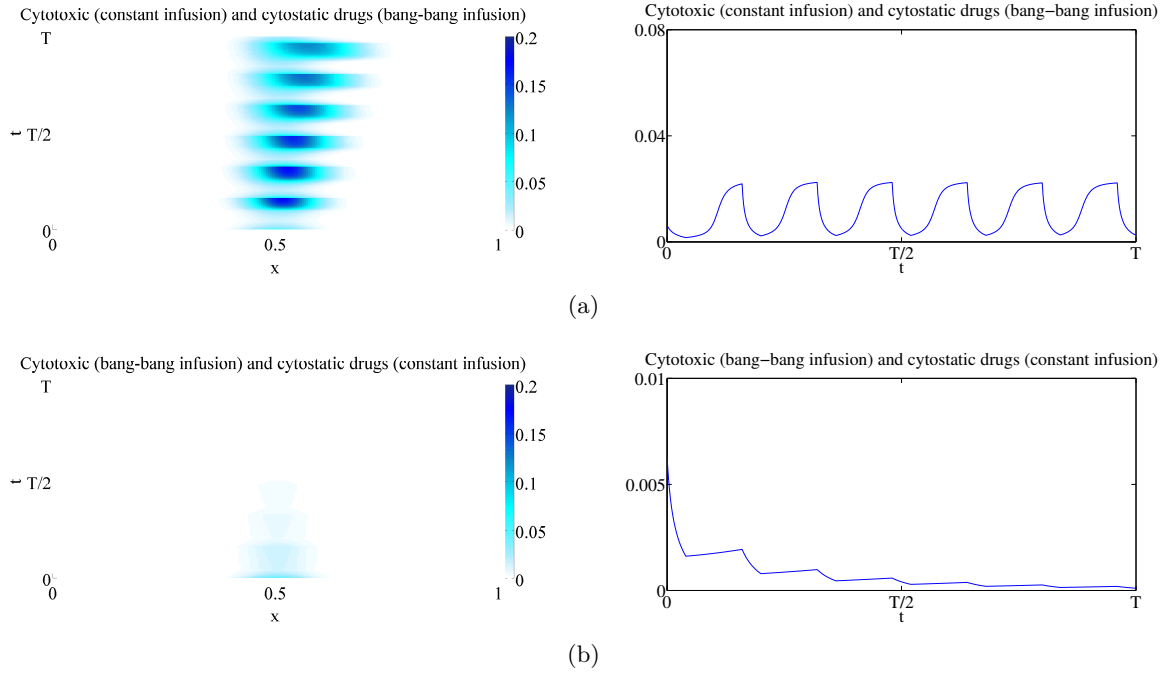 Cytotoxic (constant infusion) and cytostatic drugs (bang-bang infusion)
T
t
T/2
0
0
0.5
1
x
0.2
0.15
0.1
0.05
0
Cytotoxic (constant infusion) and cytostatic drugs (bang−bang infusion)
0.08
0.04
0
0
T/2
T
t
(a)
Cytotoxic (bang-bang infusion) and cytostatic drugs (constant infusion)
T
t
T/2
0
0
0.5
1
x
0.2
0.15
0.1
0.05
0
Cytotoxic (bang−bang infusion) and cytostatic drugs (constant infusion)
0.01
0.005
0
0
T/2
T
t
(b)